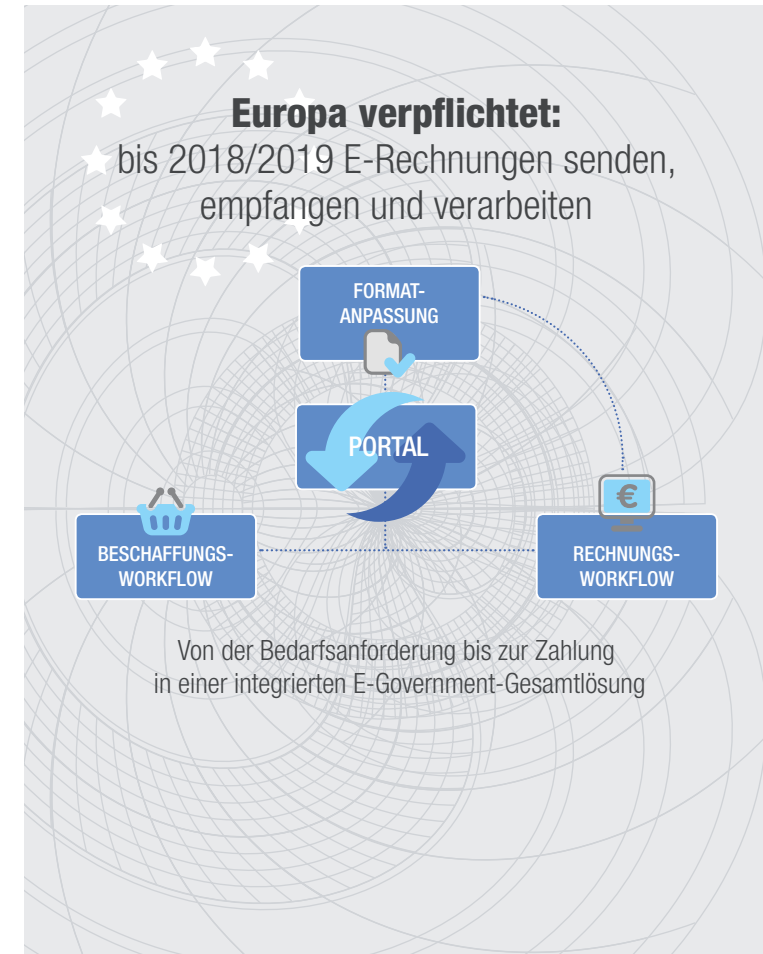 Europa verpflichtet:
bis 2018/2019 E-Rechnungen senden,
empfangen und verarbeiten
FORMAT-
ANPASSUNG
PORTAL
€
BESCHAFFUNGS-
WORKFLOW
RECHNUNGS-
WORKFLOW
Von der Bedarfsanforderung bis zur Zahlung
in einer integrierten E-Government-Gesamtlösung